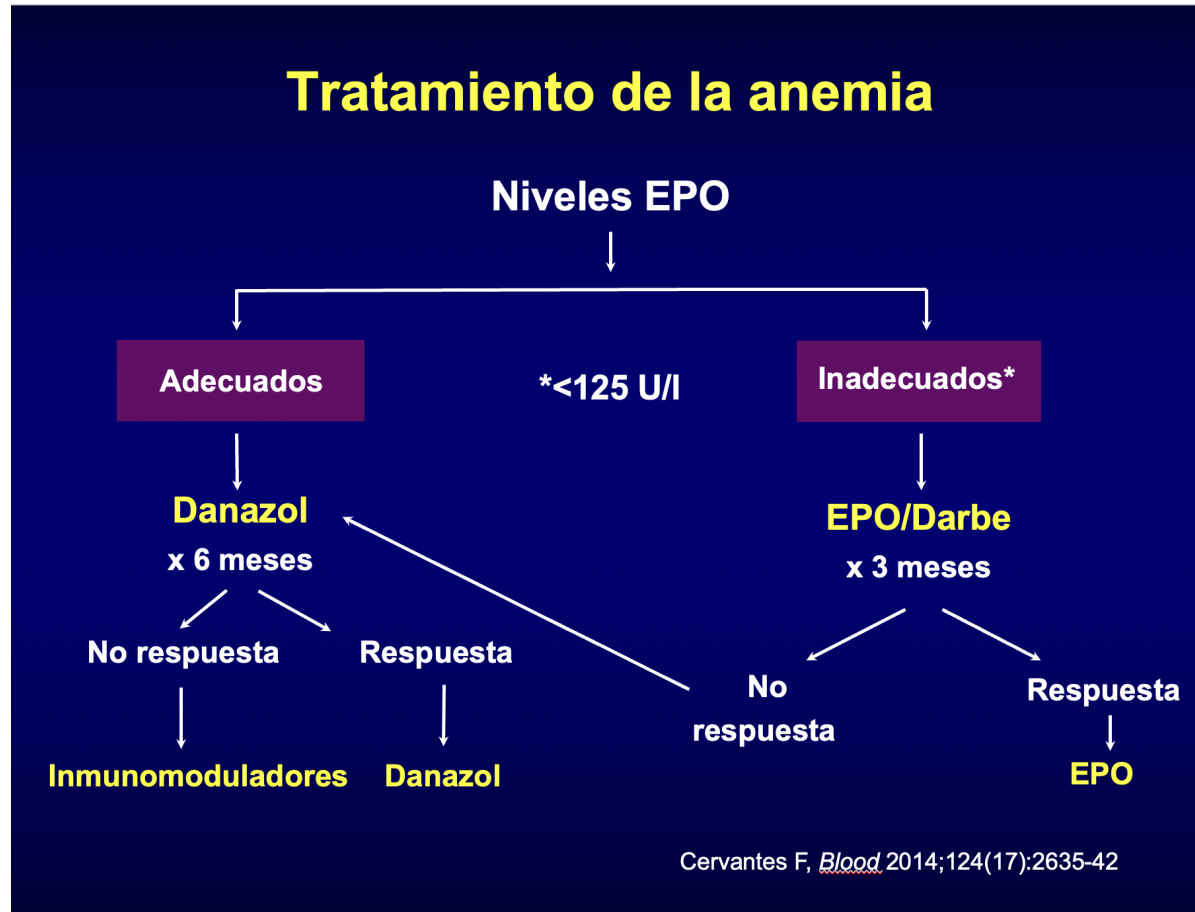 Tratamiento de la anemia
Niveles EPO
Adecuados
*<125 U/l
Inadecuados*
Danazol
x 6 meses
EPO/Darbe
x 3 meses
No respuesta
Respuesta
No
respuesta
Respuesta
Inmunomoduladores
Danazol
EPO
Cervantes F, Blood 2014;124(17):2635-42